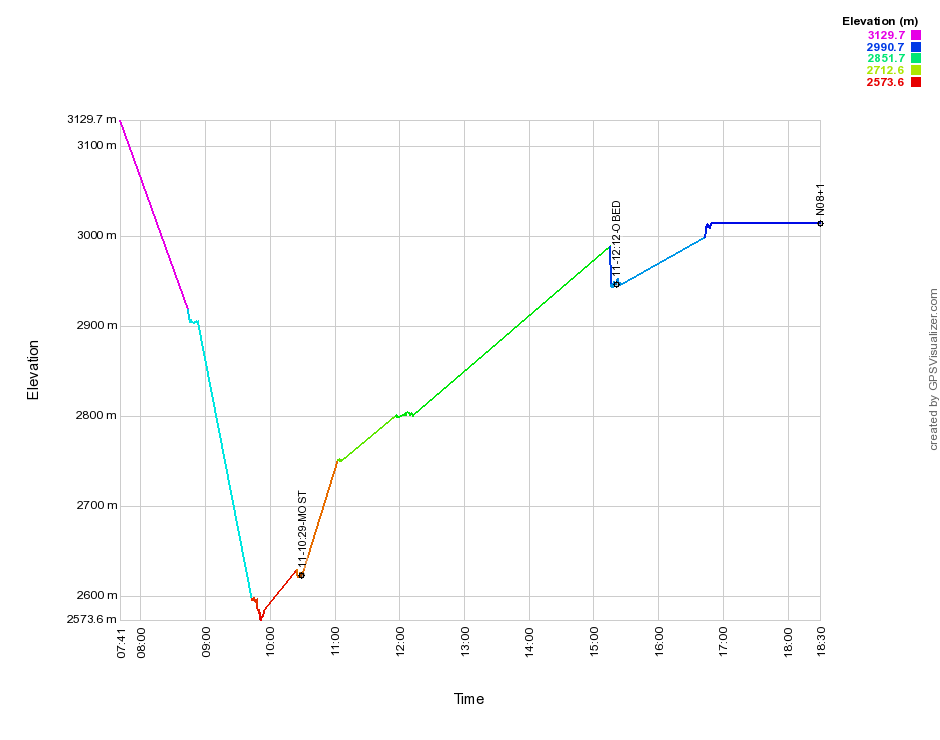 Elevation (m)
3129.7
2990.7
2851.7
2712.6
2573.6
3129.7 m
3100 m
3000 m
2900 m
2800 m
2700 m
2600 m
2573.6 m
Elevation
11-10:29-MOST
11-12:12-OBED
N08+1
07:41
08:00
09:00
10:00
11:00
12:00
13:00
14:00
15:00
16:00
17:00
18:00
18:30
Time
created by GPSVisualizer.com